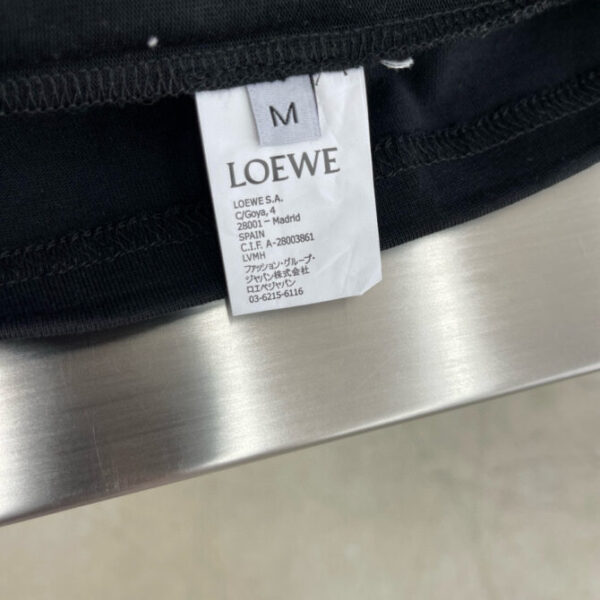 M
LOEWE
LOEWE S.A.
C/Goya, 4
28001 - Madrid
SPAIN
C.I.F. A-28003861
LVMH
ファッション・グループ・
ジャパン株式会社
ロエベジャパン
03-6215-6116